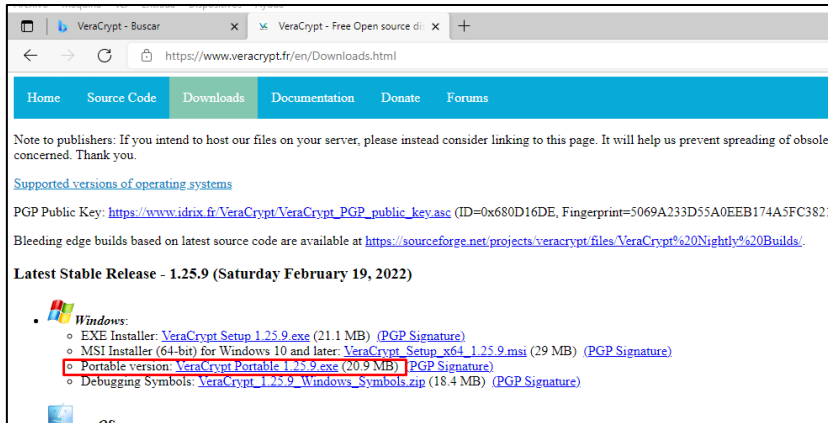 VeraCrypt - Buscar
VeraCrypt - Free Open source dis
https://www.veracrypt.fr/en/Downloads.html
Home Source Code Downloads Documentation Donate Forums
Note to publishers: If you intend to host our files on your server, please instead consider linking to this page. It will help us prevent spreading of obsole
concerned. Thank you.
Supported versions of operating systems
PGP Public Key: https://www.idrix.fr/VeraCrypt/VeraCrypt_PGP_public_key.asc (ID=0x680D16DE, Fingerprint=5069A233D55A0EEB174A5FC3821
Bleeding edge builds based on latest source code are available at https://sourceforge.net/projects/veracrypt/files/VeraCrypt%20Nightly%20Builds/.
Latest Stable Release - 1.25.9 (Saturday February 19, 2022)
Windows:
EXE Installer: VeraCrypt Setup 1.25.9.exe (21.1 MB) (PGP Signature)
MSI Installer (64-bit) for Windows 10 and later: VeraCrypt_Setup_x64_1.25.9.msi (29 MB) (PGP Signature)
Portable version: VeraCrypt Portable 1.25.9.exe (20.9 MB) (PGP Signature)
Debugging Symbols: VeraCrypt_1.25.9_Windows_Symbols.zip (18.4 MB) (PGP Signature)